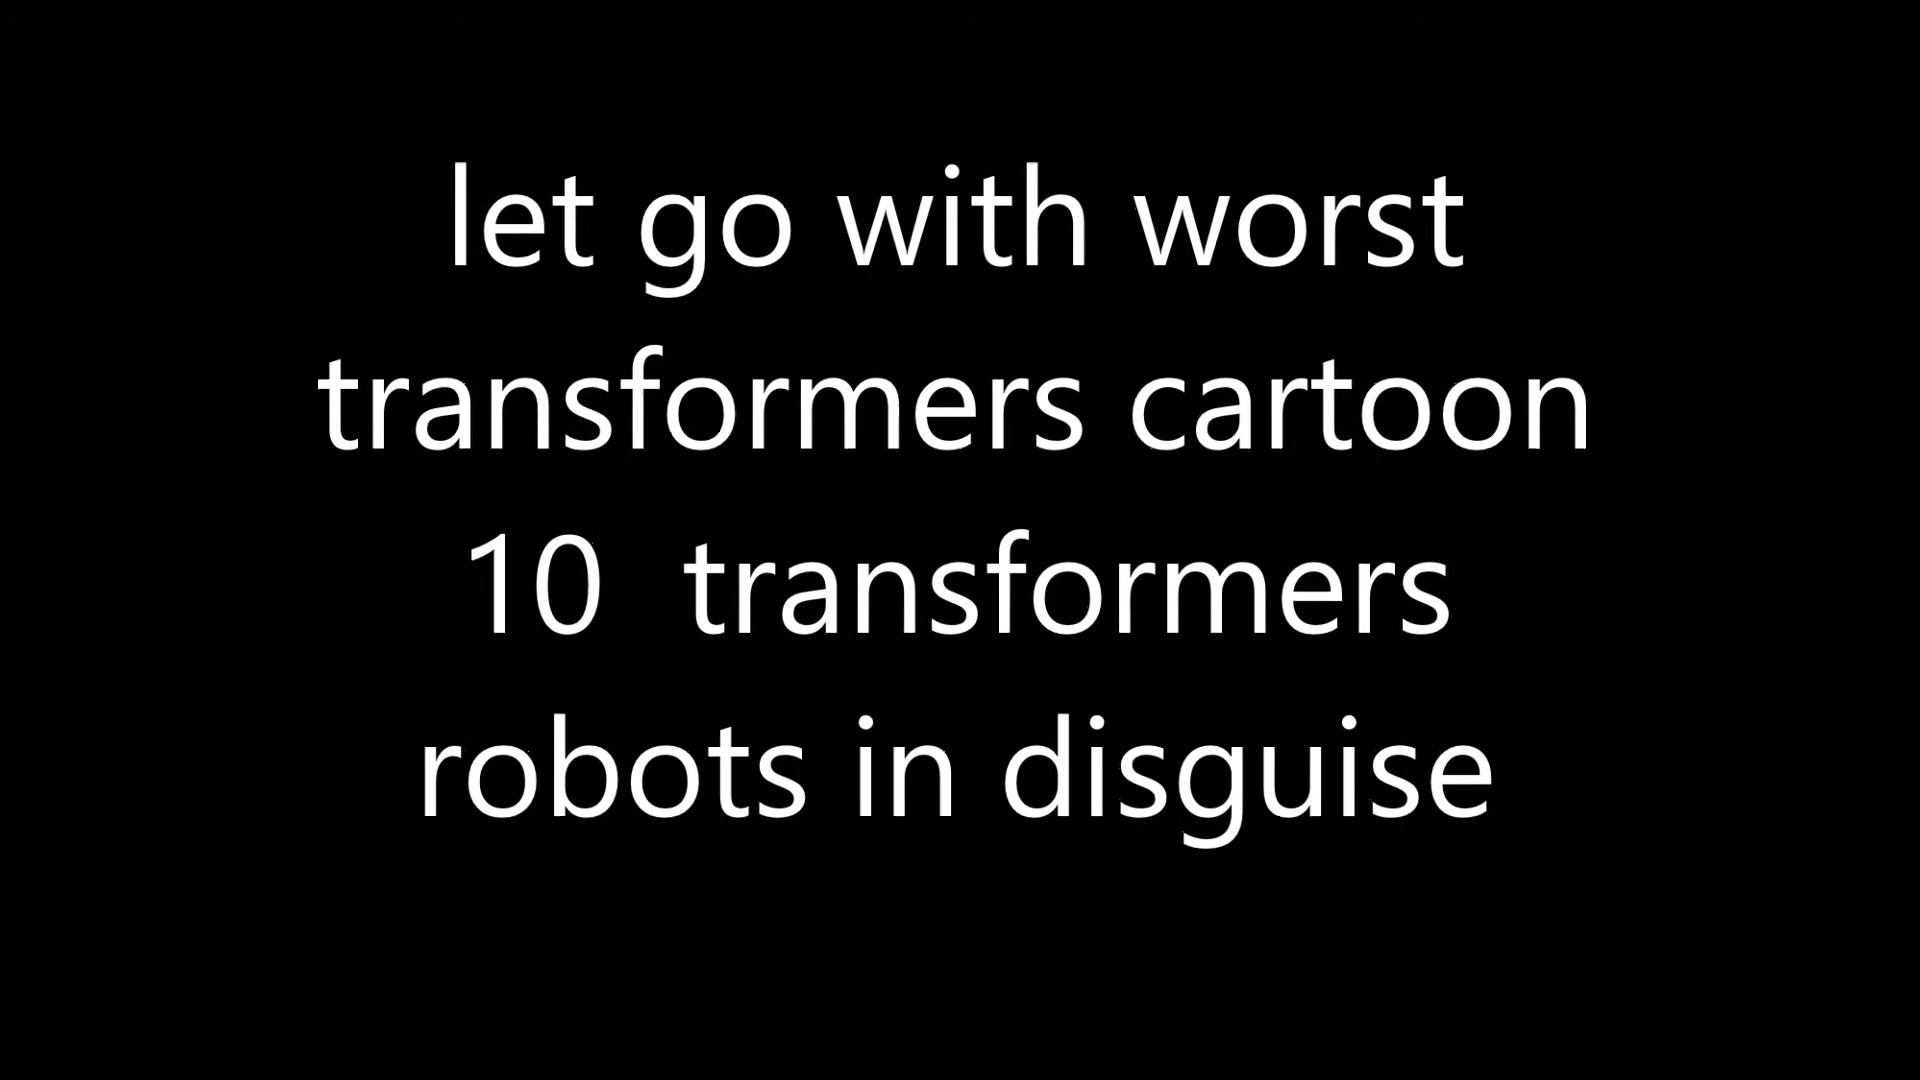 let go with worst
transformers cartoon
10  transformers
robots in disguise